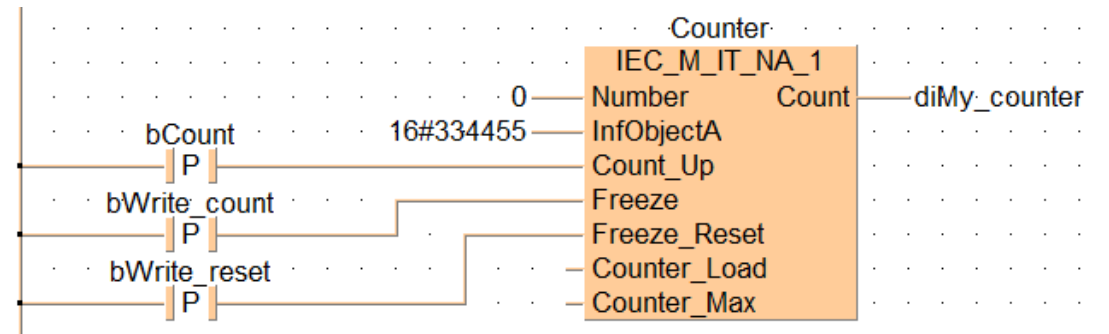 Counter
IEC_M_IT_NA_1
0 Number Count diMy_counter
bCount 16#334455 InfObjectA
P Count_Up
bWrite_count Freeze
P Freeze_Reset
bWrite_reset Counter_Load
P Counter_Max